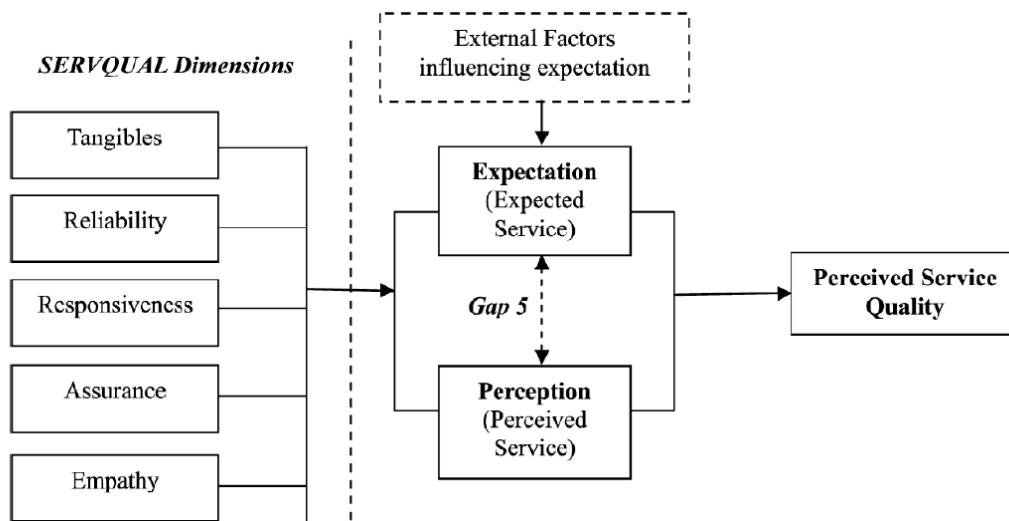 SERVQUAL Dimensions
Tangibles
Reliability
Responsiveness
Assurance
Empathy
External Factors
influencing expectation
Expectation
(Expected
Service)
Gap 5
Perception
(Perceived
Service)
Perceived Service
Quality